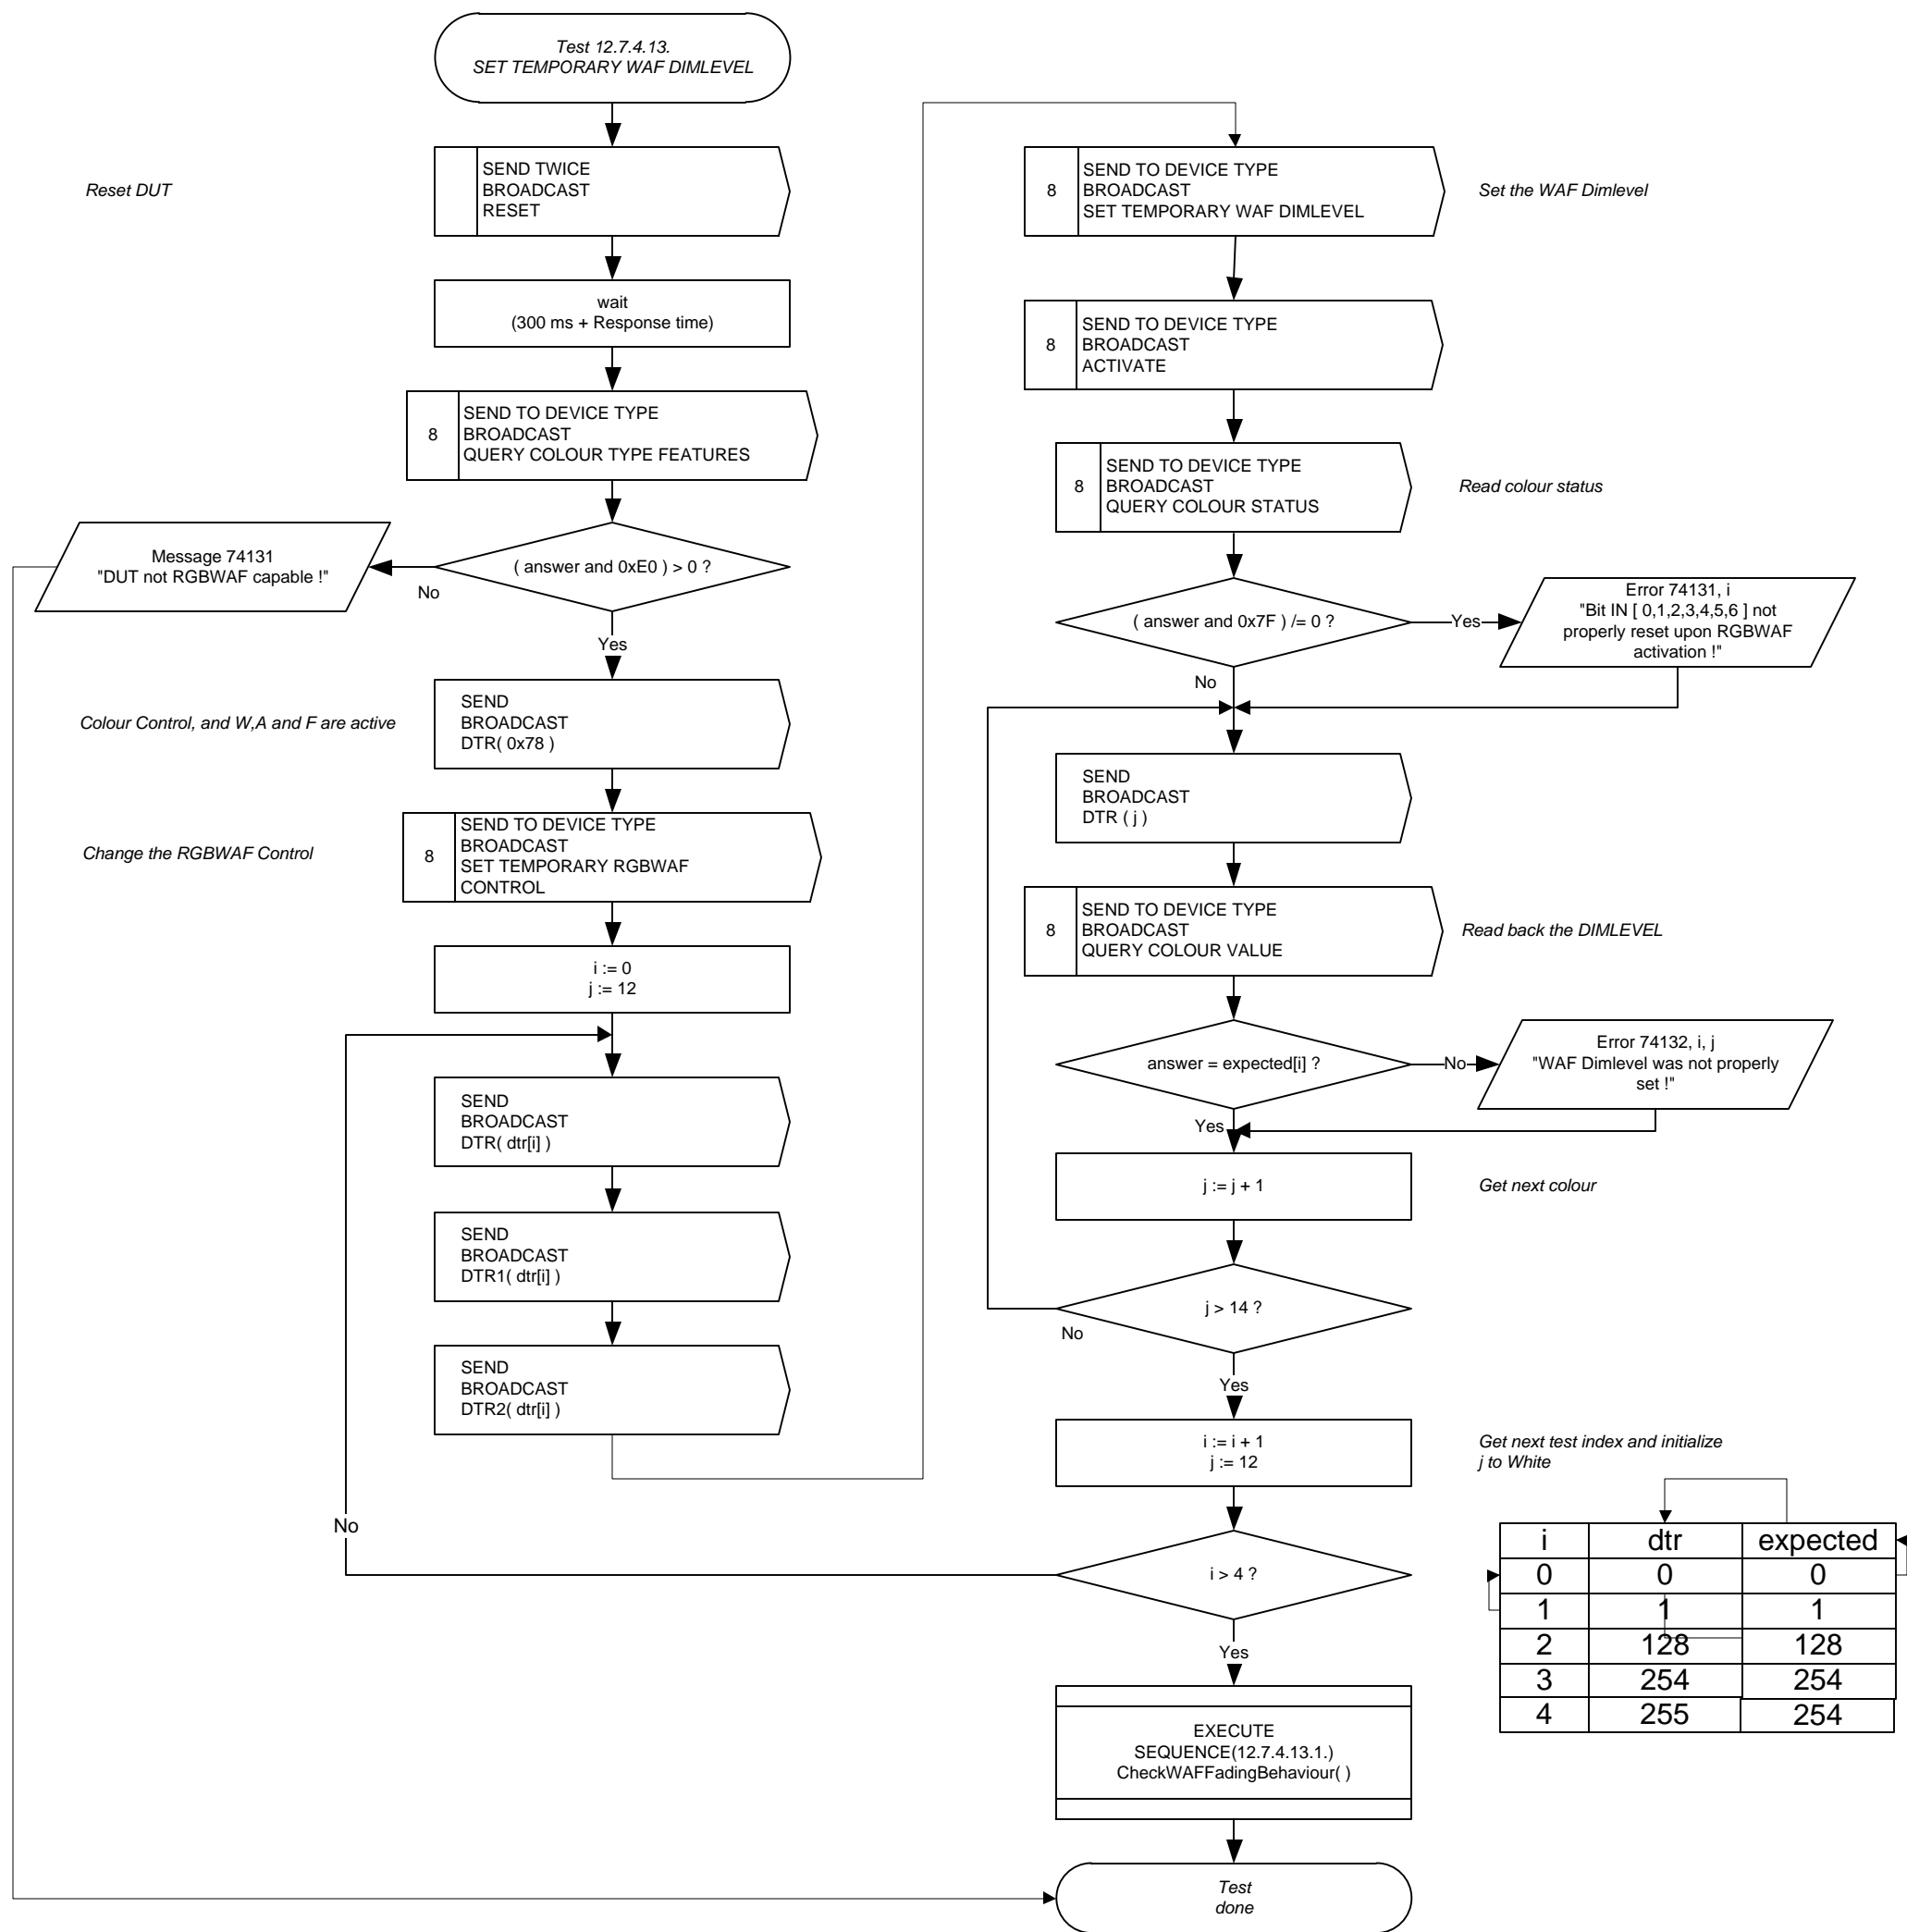 Test 12.7.4.13.
SET TEMPORARY WAF DIMLEVEL
Reset DUT
SEND TWICE
BROADCAST
RESET
wait
(300 ms + Response time)
8
SEND TO DEVICE TYPE
BROADCAST
QUERY COLOUR TYPE FEATURES
( answer and 0xE0 ) > 0 ?
No
Message 74131
"DUT not RGBWAF capable !"
Yes
Colour Control, and W,A and F are active
SEND
BROADCAST
DTR( 0x78 )
Change the RGBWAF Control
8
SEND TO DEVICE TYPE
BROADCAST
SET TEMPORARY RGBWAF
CONTROL
i := 0
j := 12
SEND
BROADCAST
DTR( dtr[i] )
SEND
BROADCAST
DTR1( dtr[i] )
SEND
BROADCAST
DTR2( dtr[i] )
No
8
SEND TO DEVICE TYPE
BROADCAST
SET TEMPORARY WAF DIMLEVEL
Set the WAF Dimlevel
8
SEND TO DEVICE TYPE
BROADCAST
ACTIVATE
8
SEND TO DEVICE TYPE
BROADCAST
QUERY COLOUR STATUS
Read colour status
( answer and 0x7F ) /= 0 ?
Yes
Error 74131, i
"Bit IN [ 0,1,2,3,4,5,6 ] not
properly reset upon RGBWAF
activation !"
No
SEND
BROADCAST
DTR ( j )
8
SEND TO DEVICE TYPE
BROADCAST
QUERY COLOUR VALUE
Read back the DIMLEVEL
answer = expected[i] ?
No
Error 74132, i, j
"WAF Dimlevel was not properly
set !"
Yes
j := j + 1
Get next colour
j > 14 ?
No
Yes
i := i + 1
j := 12
Get next test index and initialize
j to White
i > 4 ?
Yes
EXECUTE
SEQUENCE(12.7.4.13.1.)
CheckWAFFadingBehaviour( )
Test
done
i dtr expected
0 0 0
1 1 1
2 128 128
3 254 254
4 255 254